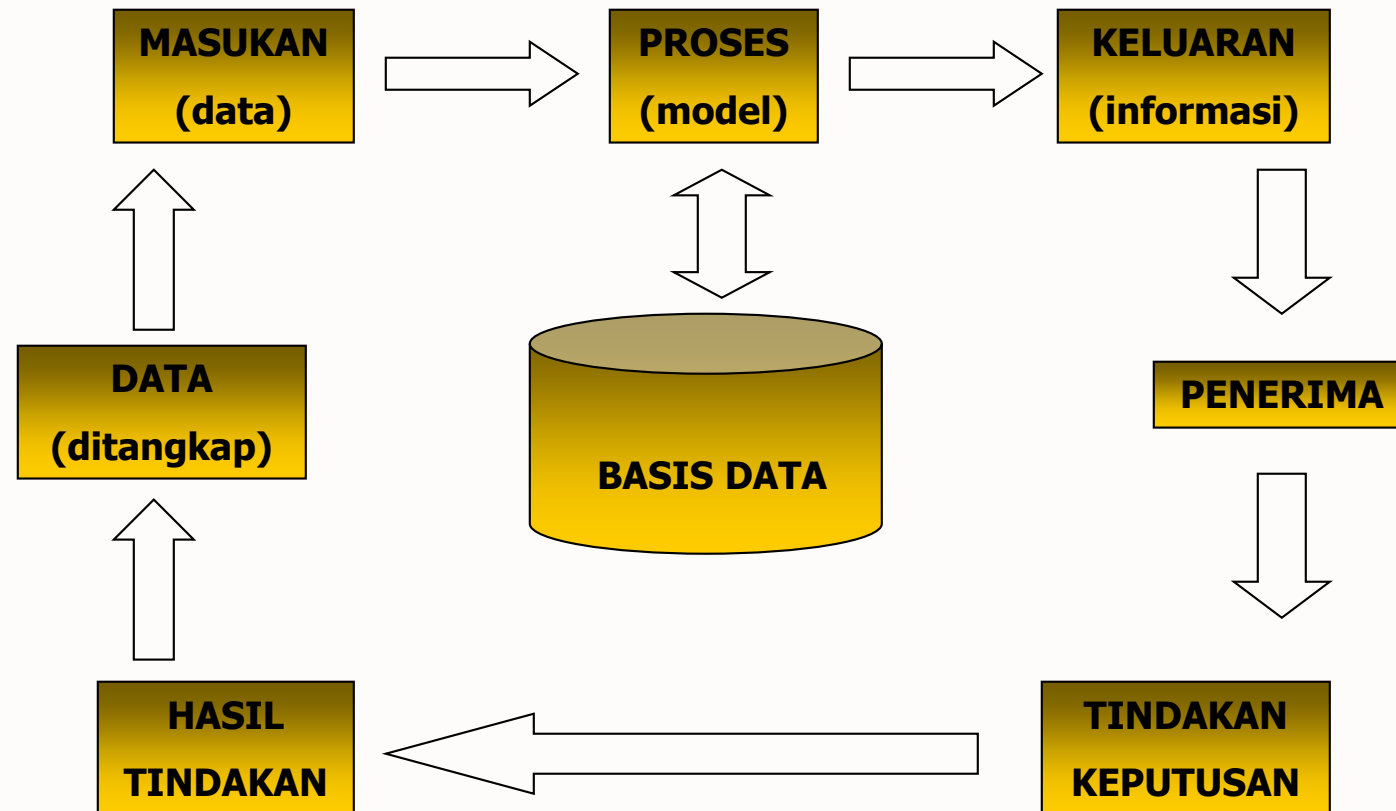 MASUKAN
(data)
PROSES
(model)
KELUARAN
(informasi)
DATA
(ditangkap)
BASIS DATA
PENERIMA
HASIL
TINDAKAN
TINDAKAN
KEPUTUSAN